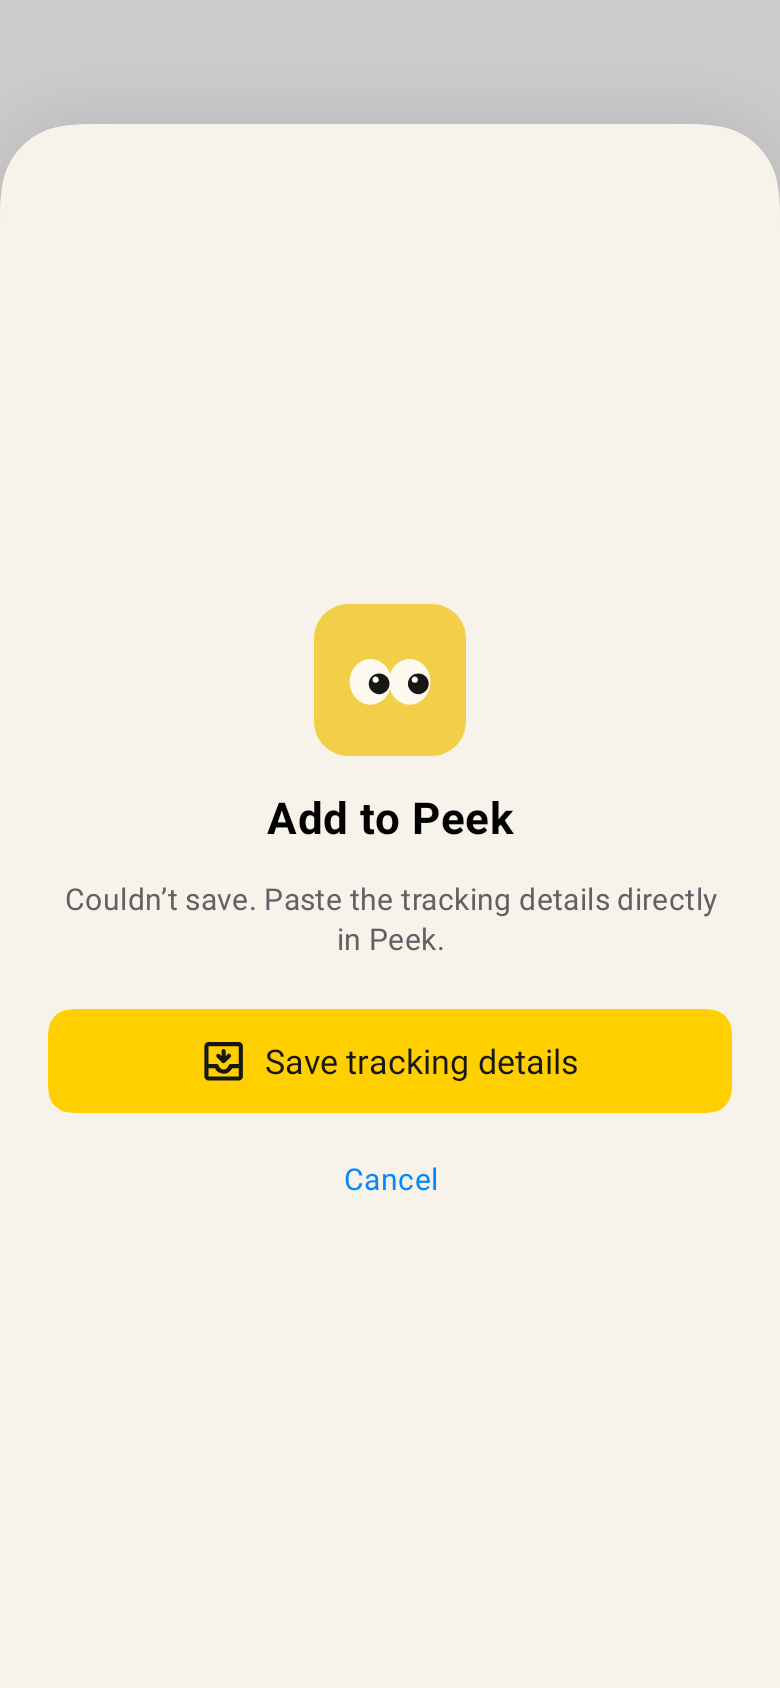 Add to Peek
Couldn’t save. Paste the tracking details directly
in Peek.
Save tracking details
Cancel